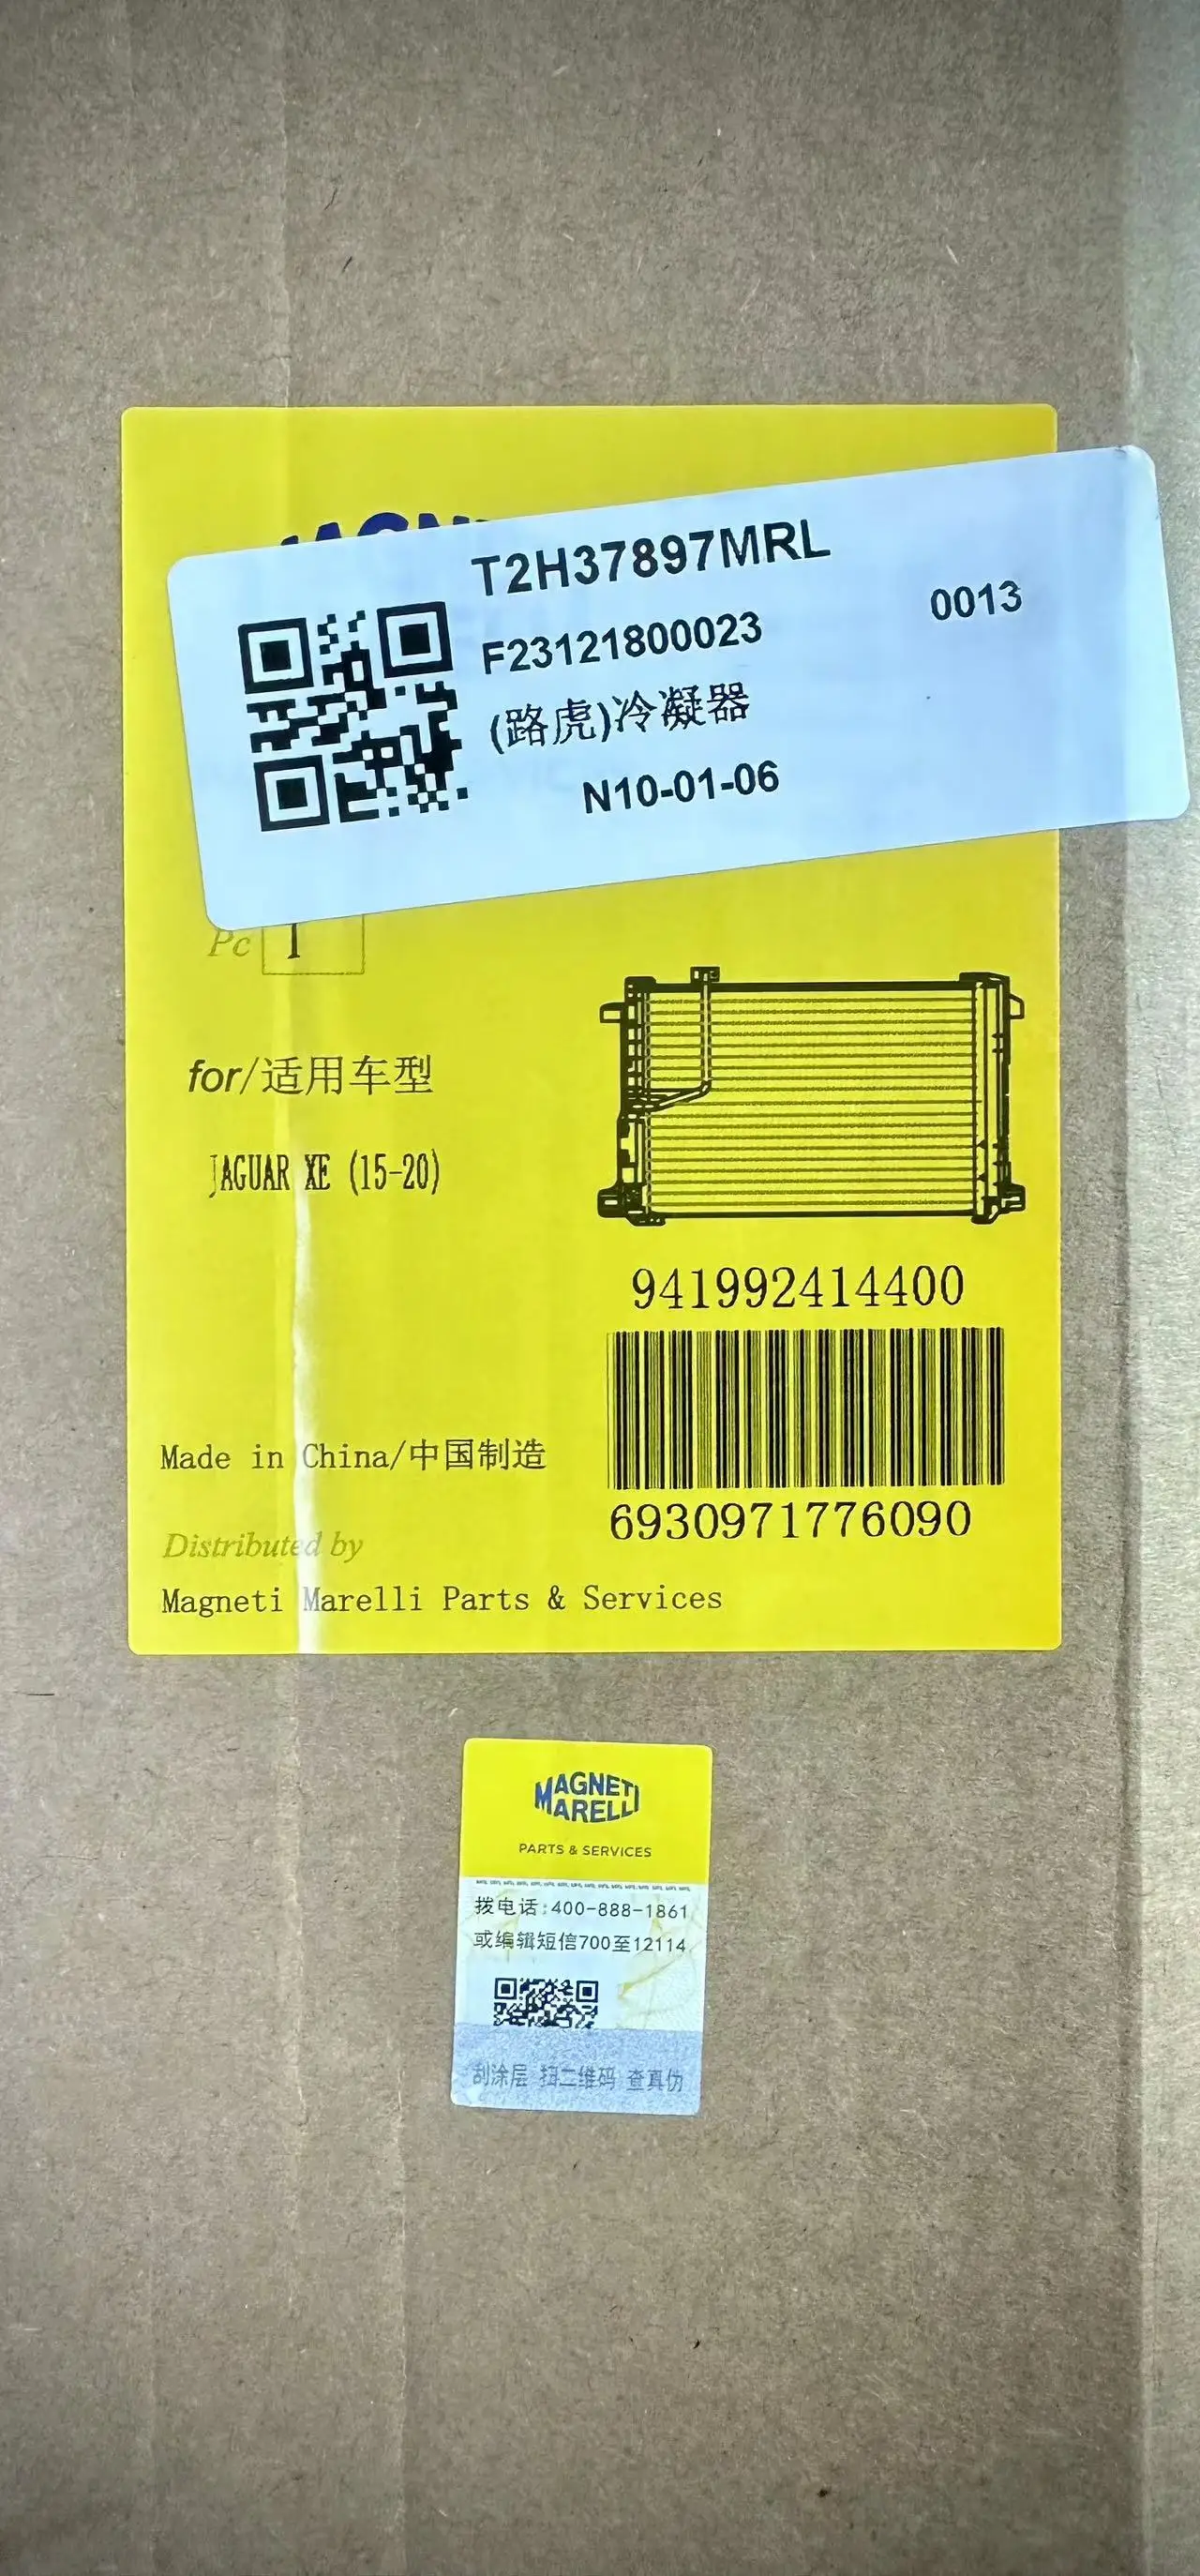 T2H37897MRL
F23121800023
0013
(路虎)冷凝器
N10-01-06
Pc 1
for/适用车型
JAGUAR XE (15-20)
941992414400
6930971776090
Made in China/中国制造
Distributed by
Magneti Marelli Parts & Services
MAGNETI
MARELLI
PARTS & SERVICES
拨电话:400-888-1861
或编辑短信700至12114
刮涂层 扫二维码 查真伪